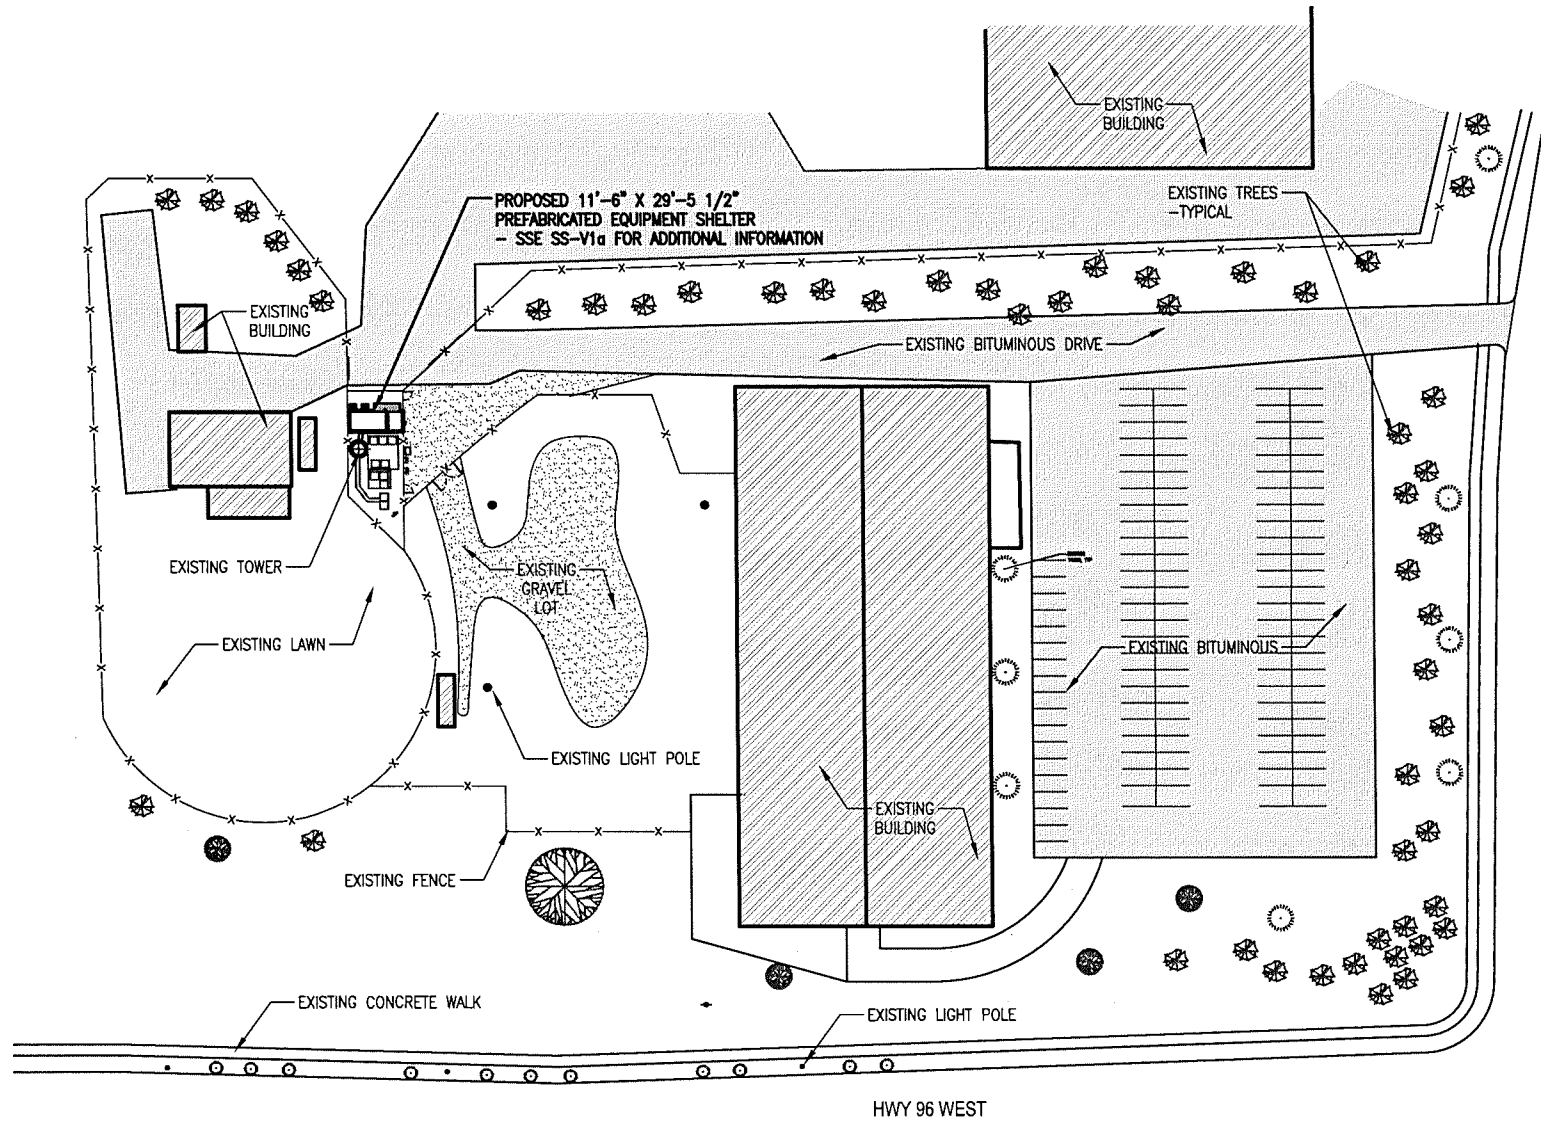 EXISTING
BUILDING
PROPOSED 11'-6" X 29'-5 1/2"
PREFABRICATED EQUIPMENT SHELTER
- SSE SS-V1a FOR ADDITIONAL INFORMATION
EXISTING TREES
-TYPICAL
EXISTING
BUILDING
EXISTING BITUMINOUS DRIVE
EXISTING TOWER
EXISTING
GRAVEL
LOT
EXISTING LAWN
EXISTING BITUMINOUS
EXISTING LIGHT POLE
EXISTING
BUILDING
EXISTING FENCE
EXISTING CONCRETE WALK
EXISTING LIGHT POLE
HWY 96 WEST